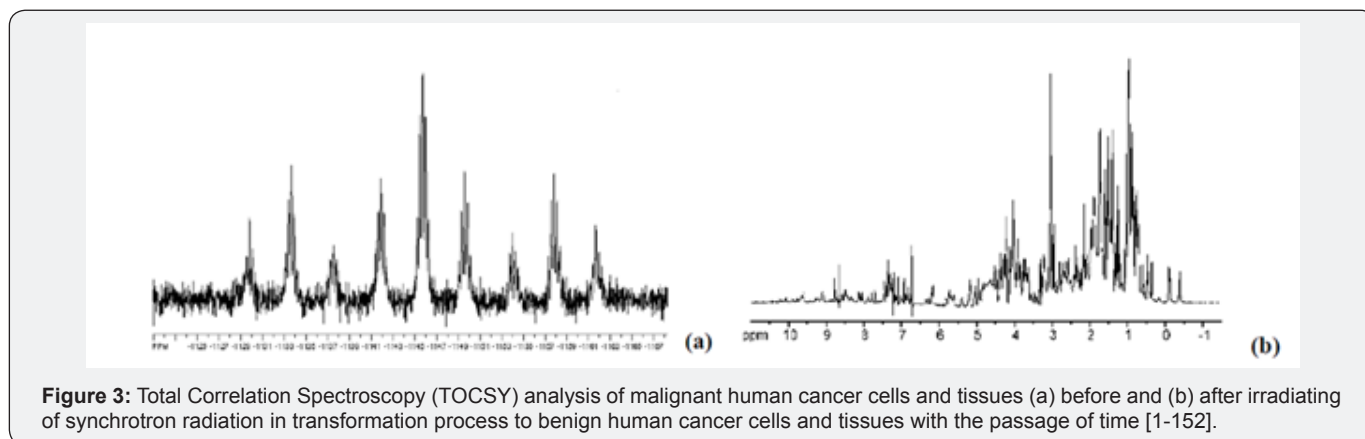 (a)
PPM
ppm 10 9 8 7 6 5 4 3 2 1 0 -1
(b)
Figure 3: Total Correlation Spectroscopy (TOCSY) analysis of malignant human cancer cells and tissues (a) before and (b) after irradiating
of synchrotron radiation in transformation process to benign human cancer cells and tissues with the passage of time [1-152].